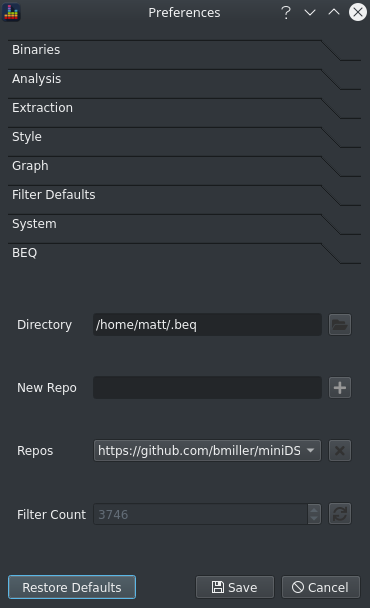 Preferences
Binaries
Analysis
Extraction
Style
Graph
Filter Defaults
System
BEQ
Directory /home/matt/.beq
New Repo
Repos https://github.com/bmiller/miniDS
Filter Count 3746
Restore Defaults Save Cancel